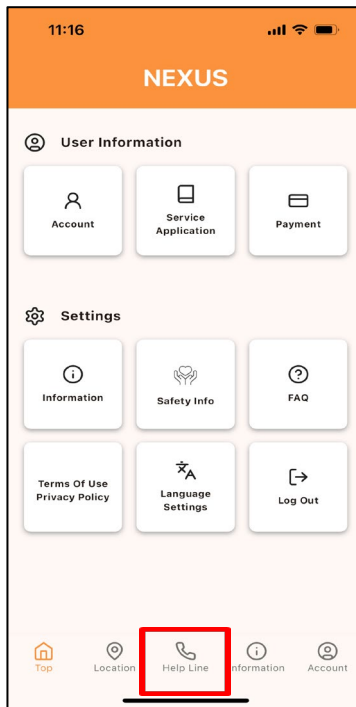 11:16
NEXUS
User Information
Account
Service
Application
Payment
Settings
Information
Safety Info
FAQ
Terms Of Use
Privacy Policy
Language
Settings
Log Out
Top
Location
Help Line
nformation
Account